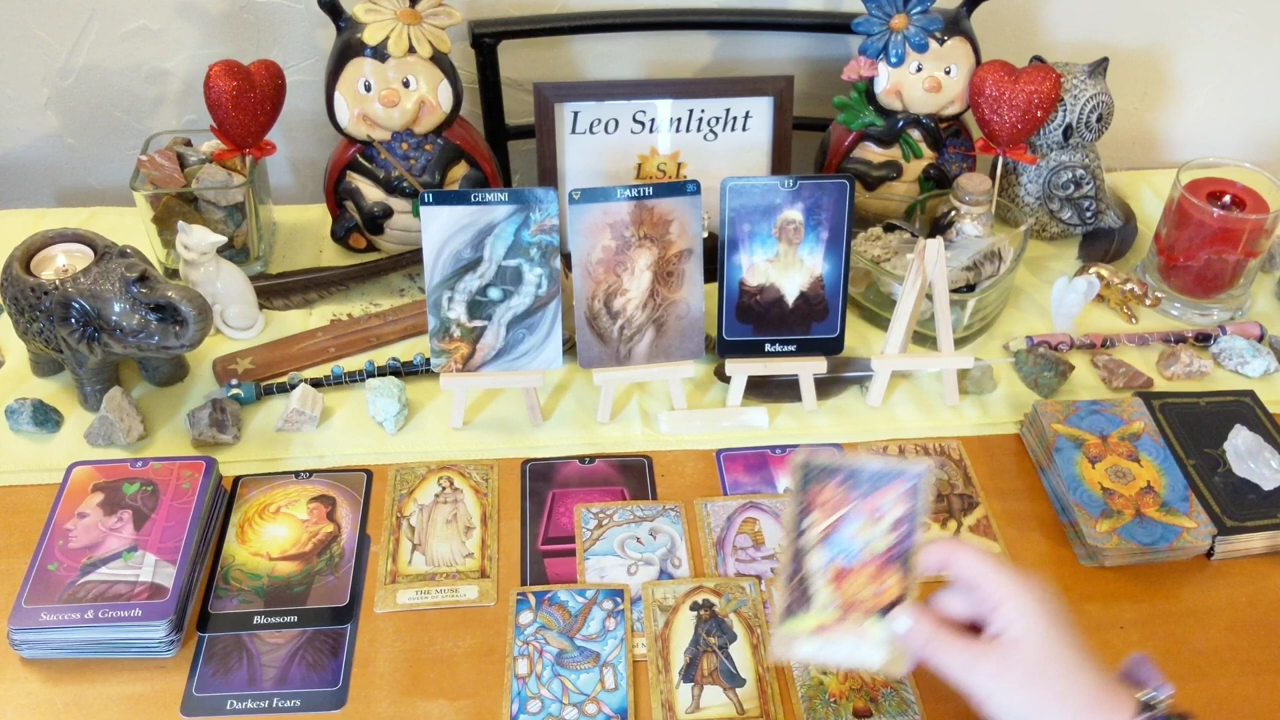 Leo Sunlight
L.S.I.
11 GEMINI
EARTH 26
13
Release
8
Success & Growth
20
Blossom
Darkest Fears
THE MUSE
QUEEN OF SPIRALS
7
6